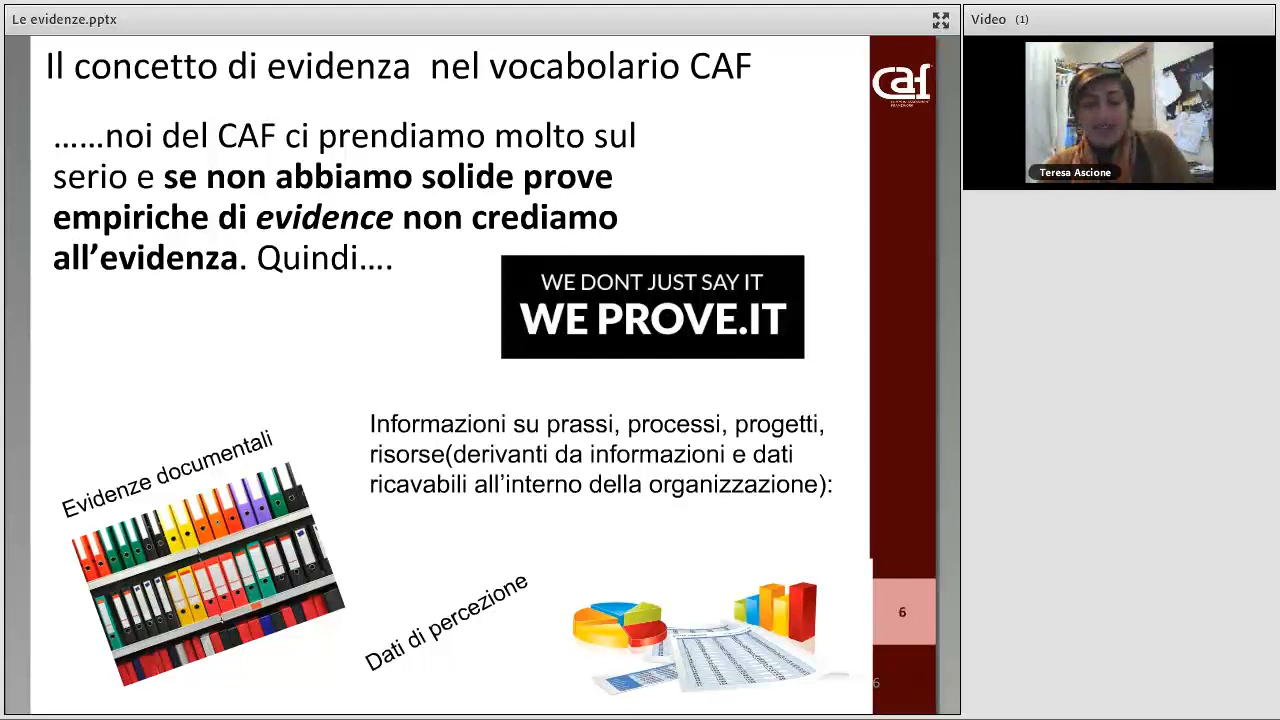 Le evidenze.pptx
Video (1)
Il concetto di evidenza nel vocabolario CAF
caf
……noi del CAF ci prendiamo molto sul
serio e se non abbiamo solide prove
empiriche di evidence non crediamo
all’evidenza. Quindi….
Teresa Ascione
WE DONT JUST SAY IT
WE PROVE.IT
Informazioni su prassi, processi, progetti,
risorse(derivanti da informazioni e dati
ricavabili all’interno della organizzazione):
Evidenze documentali
Dati di percezione
6
6